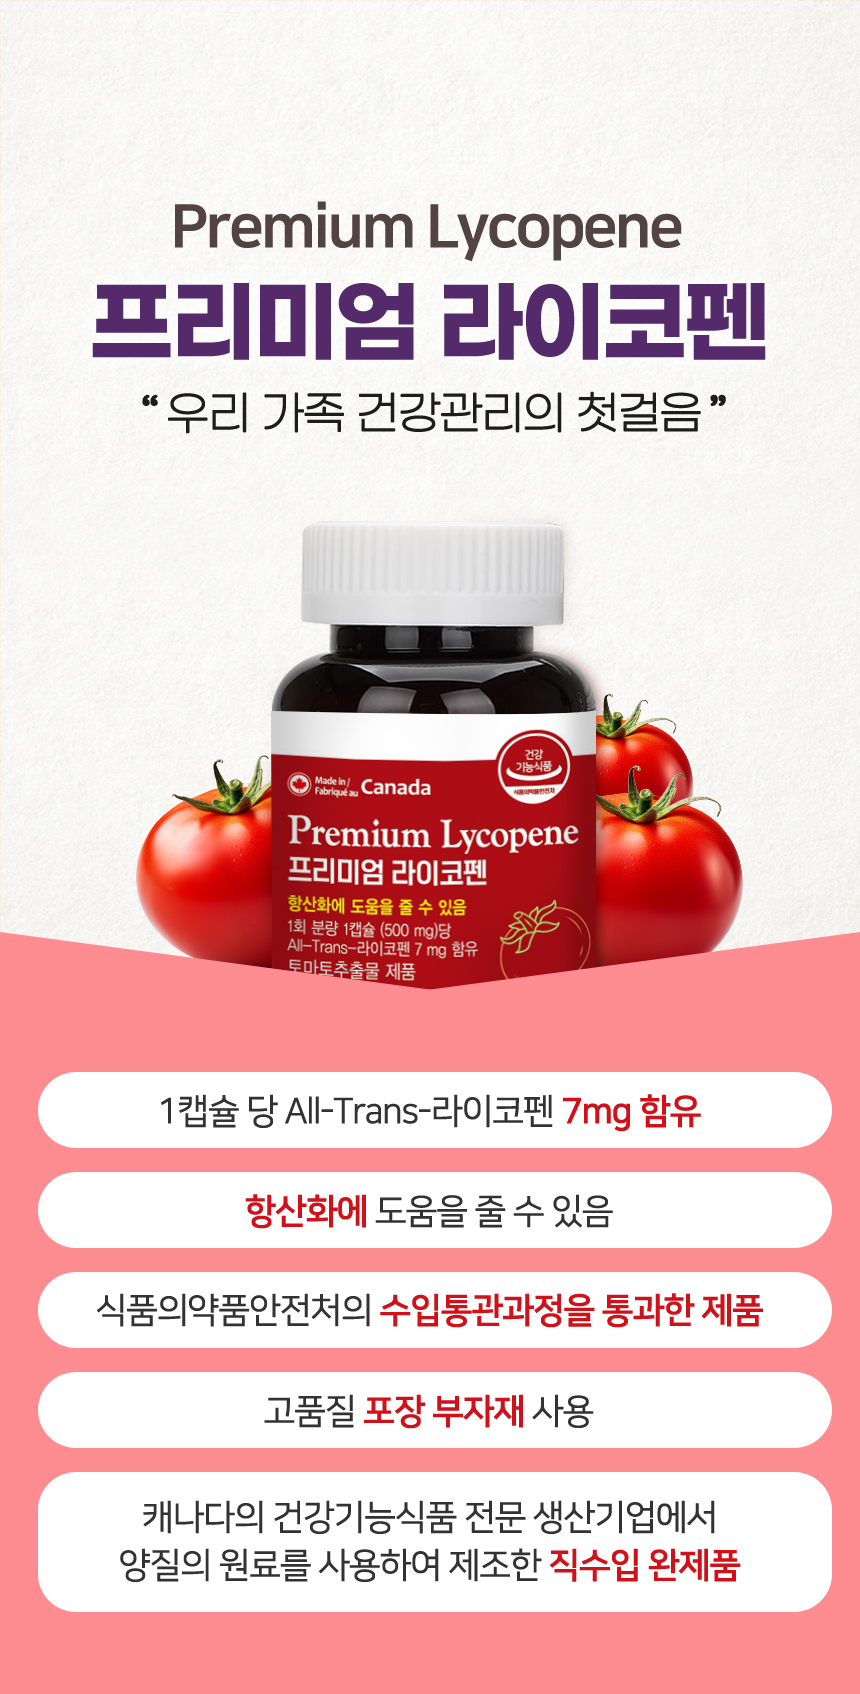 Premium Lycopene
프리미엄 라이코펜
“ 우리 가족 건강관리의 첫걸음 ”
건강
기능식품
식품의약품안전처
Made in /
Fabriqué au Canada
Premium Lycopene
프리미엄 라이코펜
항산화에 도움을 줄 수 있음
1회 분량 1캡슐 (500 mg)당
All-Trans-라이코펜 7 mg 함유
토마토추출물 제품
1캡슐 당 All-Trans-라이코펜 7mg 함유
항산화에 도움을 줄 수 있음
식품의약품안전처의 수입통관과정을 통과한 제품
고품질 포장 부자재 사용
캐나다의 건강기능식품 전문 생산기업에서
양질의 원료를 사용하여 제조한 직수입 완제품